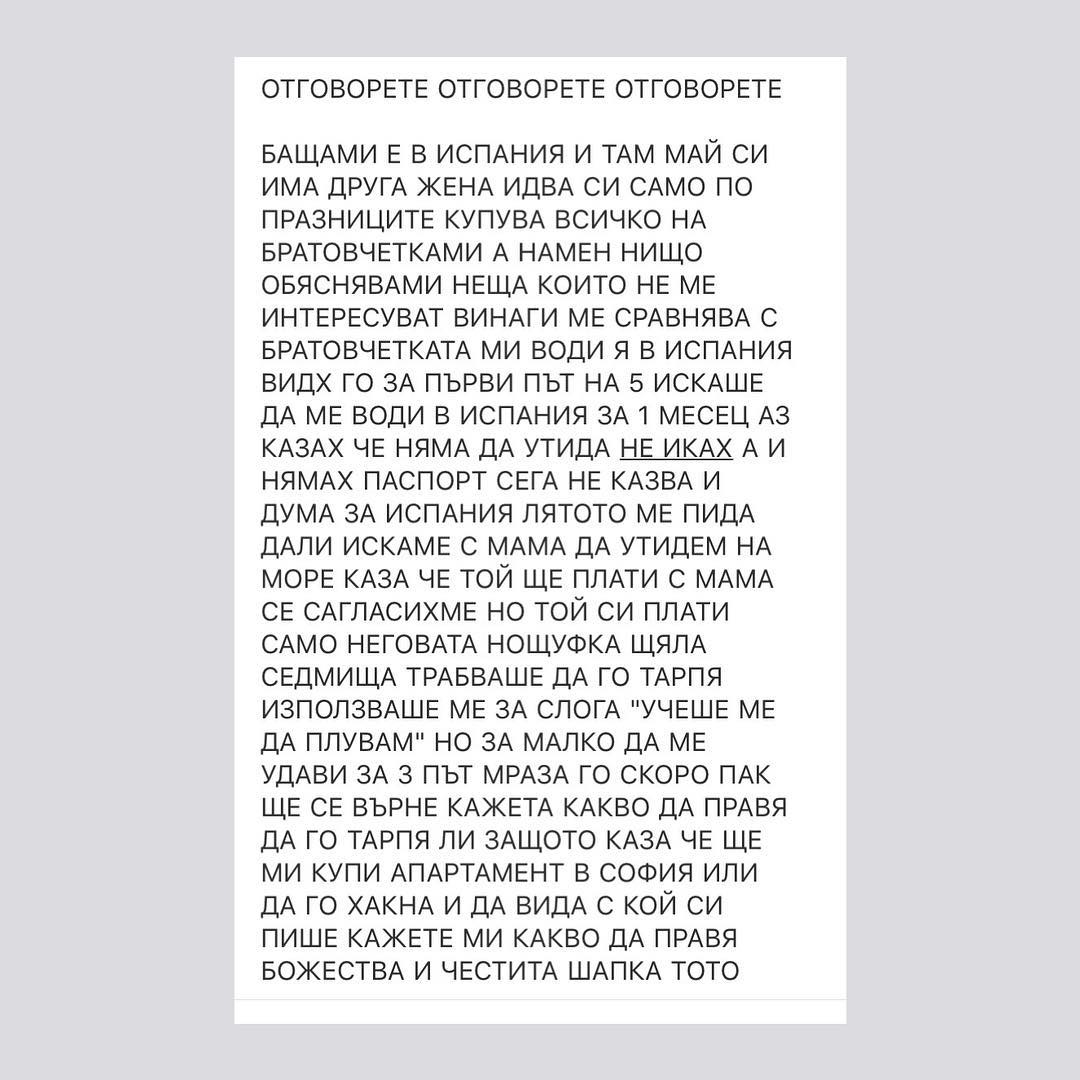 ОТГОВОРЕТЕ ОТГОВОРЕТЕ ОТГОВОРЕТЕ
БАЩАМИ Е В ИСПАНИЯ И ТАМ МАЙ СИ
ИМА ДРУГА ЖЕНА ИДВА СИ САМО ПО
ПРАЗНИЦИТЕ КУПУВА ВСИЧКО НА
БРАТОВЧЕТКАМИ А НАМЕН НИЩО
ОБЯСНЯВАМИ НЕЩА КОИТО НЕ МЕ
ИНТЕРЕСУВАТ ВИНАГИ МЕ СРАВНЯВА С
БРАТОВЧЕТКАТА МИ ВОДИ Я В ИСПАНИЯ
ВИДХ ГО ЗА ПЪРВИ ПЪТ НА 5 ИСКАШЕ
ДА МЕ ВОДИ В ИСПАНИЯ ЗА 1 МЕСЕЦ АЗ
КАЗАХ ЧЕ НЯМА ДА УТИДА НЕ ИКАХ А И
НЯМАХ ПАСПОРТ СЕГА НЕ КАЗВА И
ДУМА ЗА ИСПАНИЯ ЛЯТОТО МЕ ПИДА
ДАЛИ ИСКАМЕ С МАМА ДА УТИДЕМ НА
МОРЕ КАЗА ЧЕ ТОЙ ЩЕ ПЛАТИ С МАМА
СЕ САГЛАСИХМЕ НО ТОЙ СИ ПЛАТИ
САМО НЕГОВАТА НОЩУФКА ЩЯЛА
СЕДМИЩА ТРАБВАШЕ ДА ГО ТАРПЯ
ИЗПОЛЗВАШЕ МЕ ЗА СЛОГА "УЧЕШЕ МЕ
ДА ПЛУВАМ" НО ЗА МАЛКО ДА МЕ
УДАВИ ЗА 3 ПЪТ МРАЗА ГО СКОРО ПАК
ЩЕ СЕ ВЪРНЕ КАЖЕТА КАКВО ДА ПРАВЯ
ДА ГО ТАРПЯ ЛИ ЗАЩОТО КАЗА ЧЕ ЩЕ
МИ КУПИ АПАРТАМЕНТ В СОФИЯ ИЛИ
ДА ГО ХАКНА И ДА ВИДА С КОЙ СИ
ПИШЕ КАЖЕТЕ МИ КАКВО ДА ПРАВЯ
БОЖЕСТВА И ЧЕСТИТА ШАПКА ТОТО